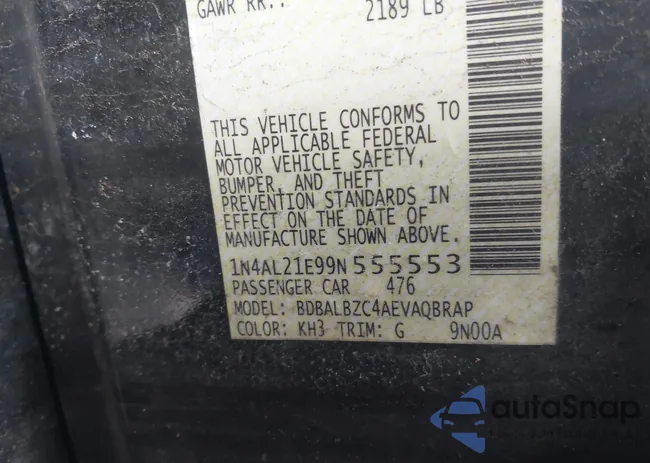 GAWR RR.: 2189 LB
THIS VEHICLE CONFORMS TO
ALL APPLICABLE FEDERAL
MOTOR VEHICLE SAFETY,
BUMPER, AND THEFT
PREVENTION STANDARDS IN
EFFECT ON THE DATE OF
MANUFACTURE SHOWN ABOVE.
1N4AL21E99N555553
PASSENGER CAR 476
MODEL: BDBALBZC4AEVAQBRAP
COLOR: KH3 TRIM: G 9N00A
autoSnap